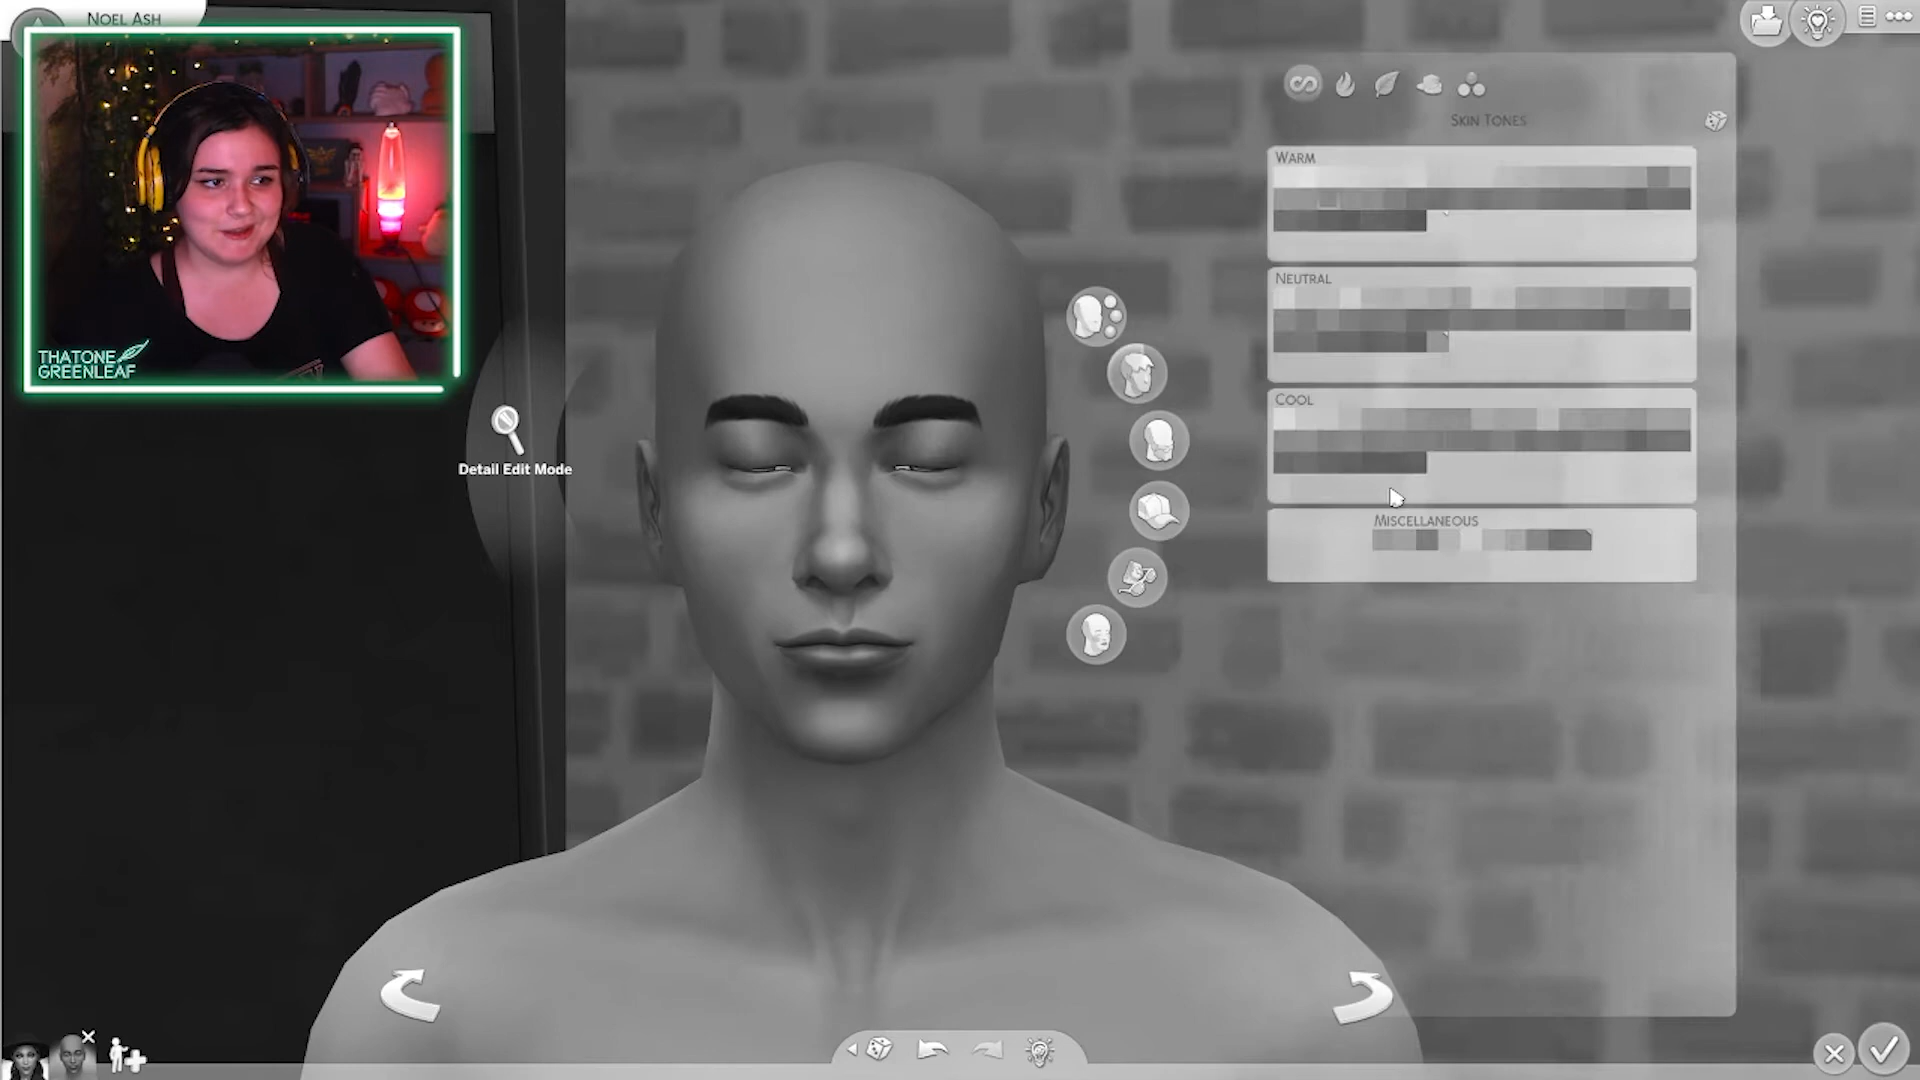 NOEL ASH
THATONE
GREENLEAF
Detail Edit Mode
SKIN TONES
WARM
NEUTRAL
COOL
MISCELLANEOUS